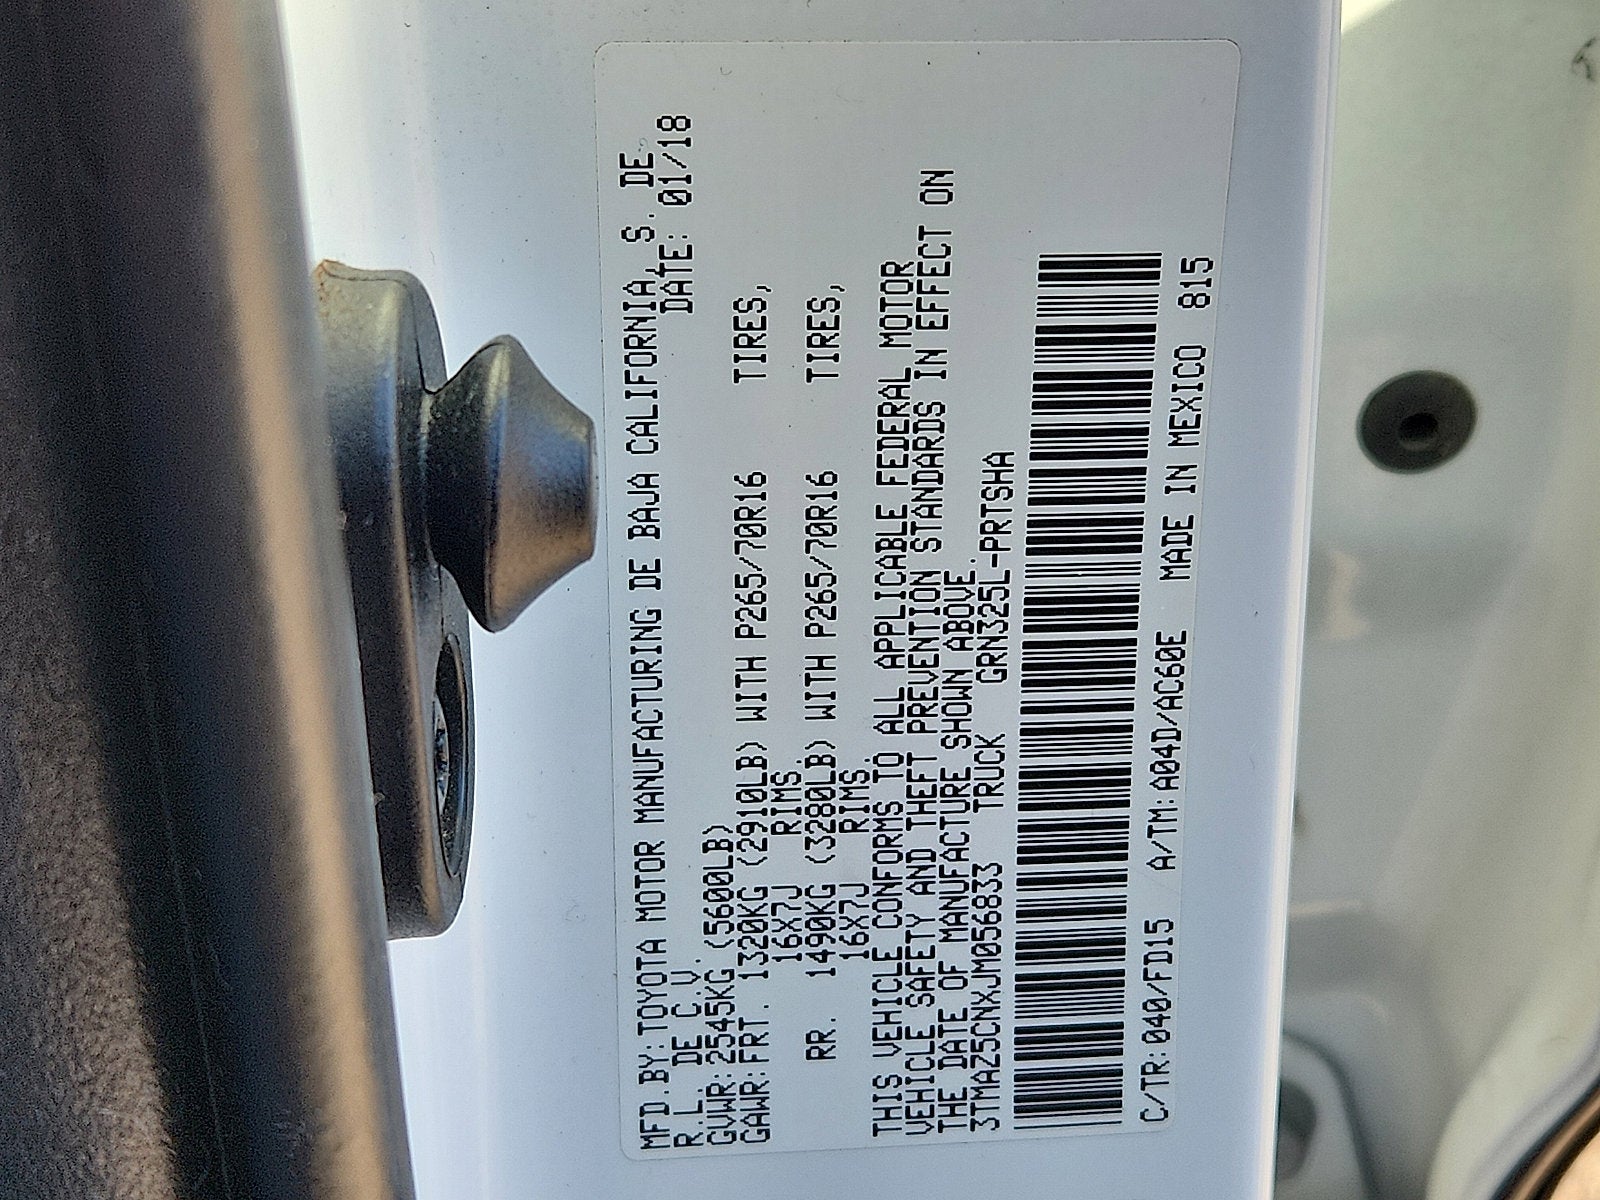 MFD.BY:TOYOTA MOTOR MANUFACTURING DE BAJA CALIFORNIA,S. DE
R.L. DE C.V. DATE: 01/18
GVWR:2545KG (5600LB)
GAWR:FRT. 1320KG (2910LB) WITH P265/70R16 TIRES,
16X7J RIMS.
RR. 1490KG (3280LB) WITH P265/70R16 TIRES,
16X7J RIMS.
THIS VEHICLE CONFORMS TO ALL APPLICABLE FEDERAL MOTOR
VEHICLE SAFETY AND THEFT PREVENTION STANDARDS IN EFFECT ON
THE DATE OF MANUFACTURE SHOWN ABOVE.
3TMAZ5CNXJM056833 TRUCK GRN325L-PRTSHA
C/TR:040/FD15 A/TM:A04D/AC60E MADE IN MEXICO 815